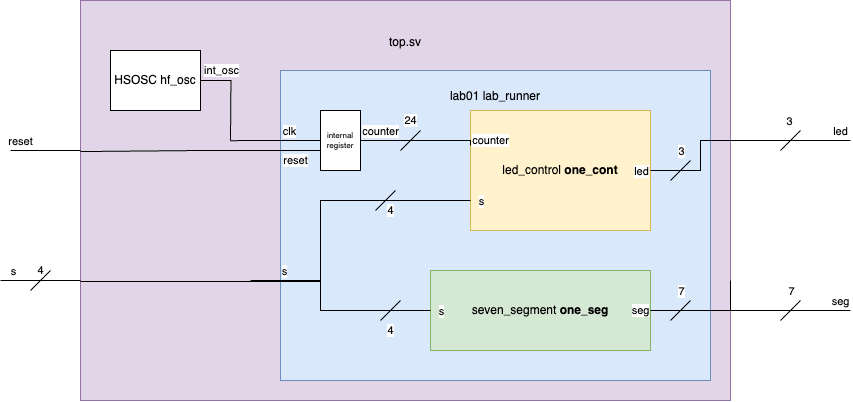 top.sv
HSOSC hf_osc
int_osc
lab01 lab_runner
clk
internal
register
counter
24
counter
reset
reset
led_control one_cont
led
3
3
led
4
s
s
4
s
4
s
seven_segment one_seg
seg
7
7
seg